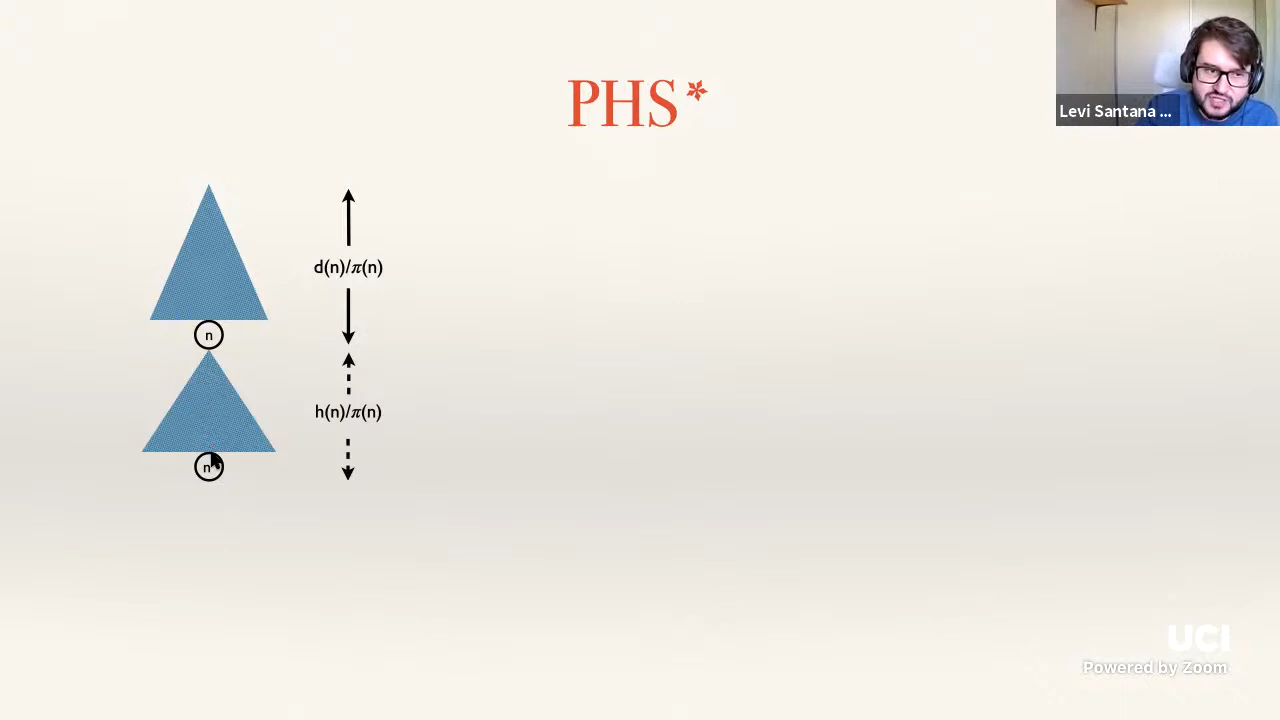 PHS*
Levi Santana ...
d(n)/π(n)
n
h(n)/π(n)
UCI
Powered by Zoom